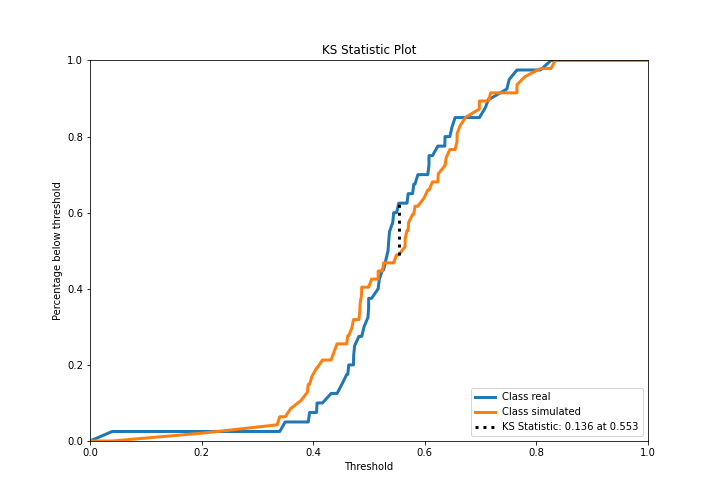 KS Statistic Plot
1.0
0.8
0.6
0.4
0.2
0.0
Percentage below threshold
0.0 0.2 0.4 0.6 0.8 1.0
Threshold
Class real
Class simulated
KS Statistic: 0.136 at 0.553